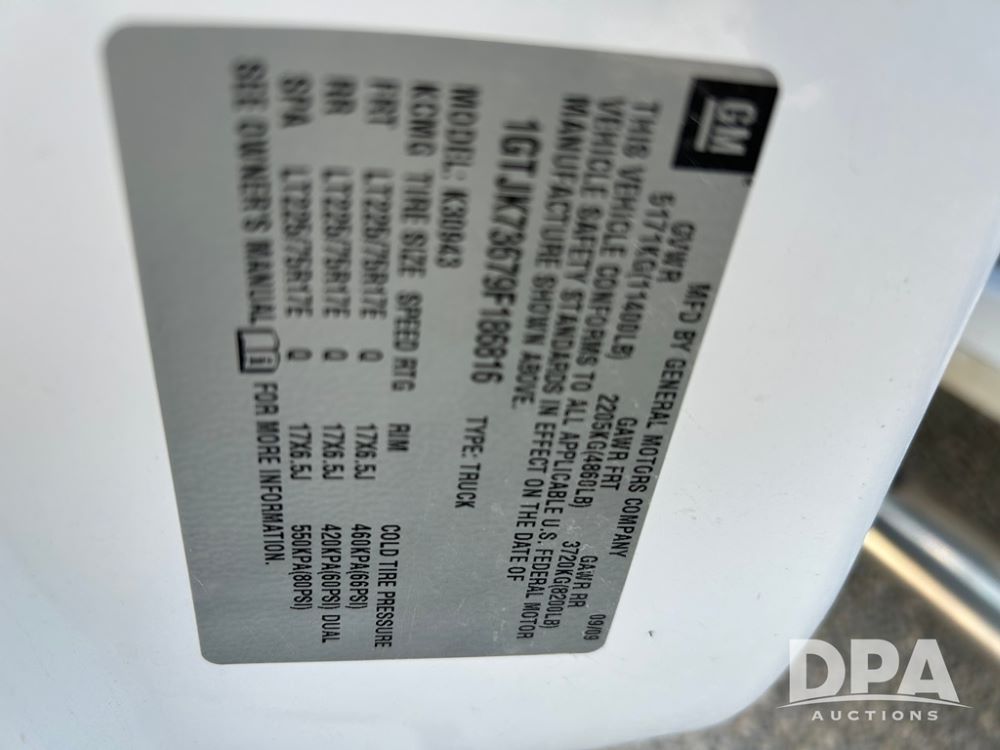 GM
MFD BY GENERAL MOTORS COMPANY 09/09
GVWR GAWR FRT GAWR RR
5171KG(11400LB) 2205KG(4860LB) 3720KG(8200LB)
THIS VEHICLE CONFORMS TO ALL APPLICABLE U.S. FEDERAL MOTOR
VEHICLE SAFETY STANDARDS IN EFFECT ON THE DATE OF
MANUFACTURE SHOWN ABOVE.
1GTJK73679F186816 TYPE: TRUCK
MODEL: K30943
KCWG TIRE SIZE SPEED RTG RIM COLD TIRE PRESSURE
FRT LT225/75R17E Q 17X6.5J 460KPA(66PSI)
RR LT225/75R17E Q 17X6.5J 420KPA(60PSI) DUAL
SPA LT225/75R17E Q 17X6.5J 550KPA(80PSI)
SEE OWNER'S MANUAL i FOR MORE INFORMATION.
DPA
AUCTIONS